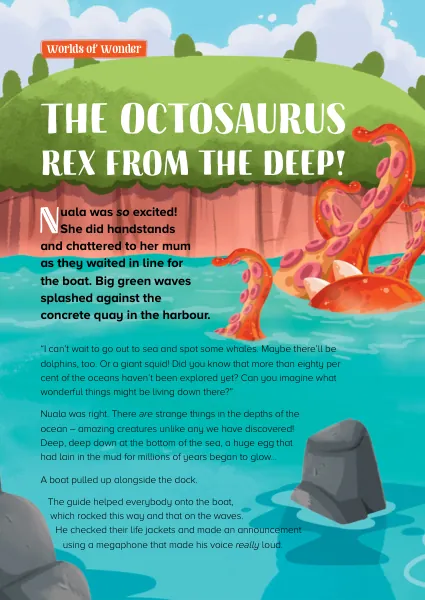 Worlds of Wonder
THE OCTOSAURUS
REX FROM THE DEEP!
Nuala was so excited!
She did handstands
and chattered to her mum
as they waited in line for
the boat. Big green waves
splashed against the
concrete quay in the harbour.
"I can't wait to go out to sea and spot some whales. Maybe there'll be
dolphins, too. Or a giant squid! Did you know that more than eighty per
cent of the oceans haven't been explored yet? Can you imagine what
wonderful things might be living down there?"
Nuala was right. There are strange things in the depths of the
ocean – amazing creatures unlike any we have discovered!
Deep, deep down at the bottom of the sea, a huge egg that
had lain in the mud for millions of years began to glow...
A boat pulled up alongside the dock.
The guide helped everybody onto the boat,
which rocked this way and that on the waves.
He checked their life jackets and made an announcement
using a megaphone that made his voice really loud.